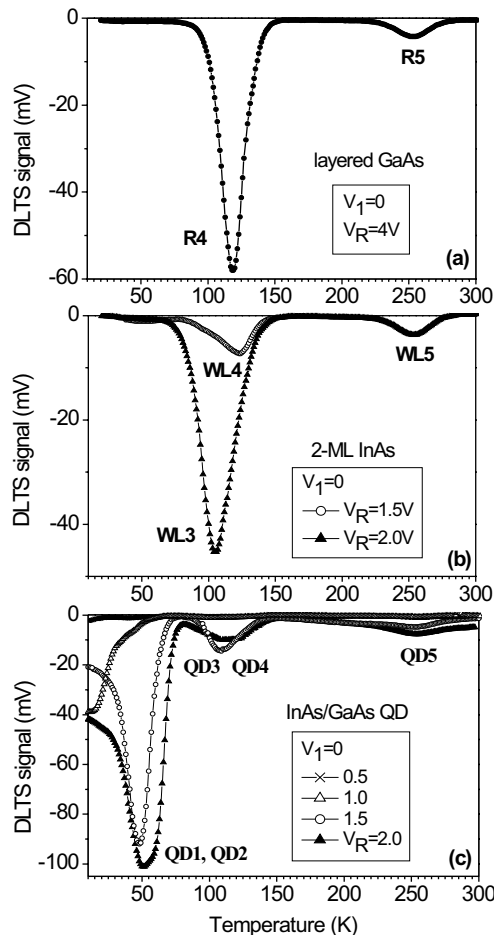 0
-20
-40
-60
DLTS signal (mV)
R5
R4
layered GaAs
V1=0
VR=4V
(a)
50 100 150 200 250 300
0
-20
-40
DLTS signal (mV)
WL4
WL5
WL3
2-ML InAs
V1=0
VR=1.5V
VR=2.0V
(b)
50 100 150 200 250 300
0
-20
-40
-60
-80
-100
DLTS signal (mV)
QD3 QD4
QD5
InAs/GaAs QD
V1=0
0.5
1.0
1.5
VR=2.0
QD1, QD2
(c)
50 100 150 200 250 300
Temperature (K)